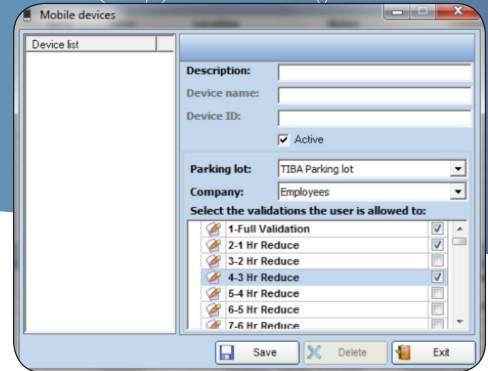 Mobile devices
Device list
Description:
Device name:
Device ID:
Active
Parking lot: TIBA Parking lot
Company: Employees
Select the validations the user is allowed to:
1-Full Validation
2-1 Hr Reduce
3-2 Hr Reduce
4-3 Hr Reduce
5-4 Hr Reduce
6-5 Hr Reduce
7-6 Hr Reduce
Save Delete Exit